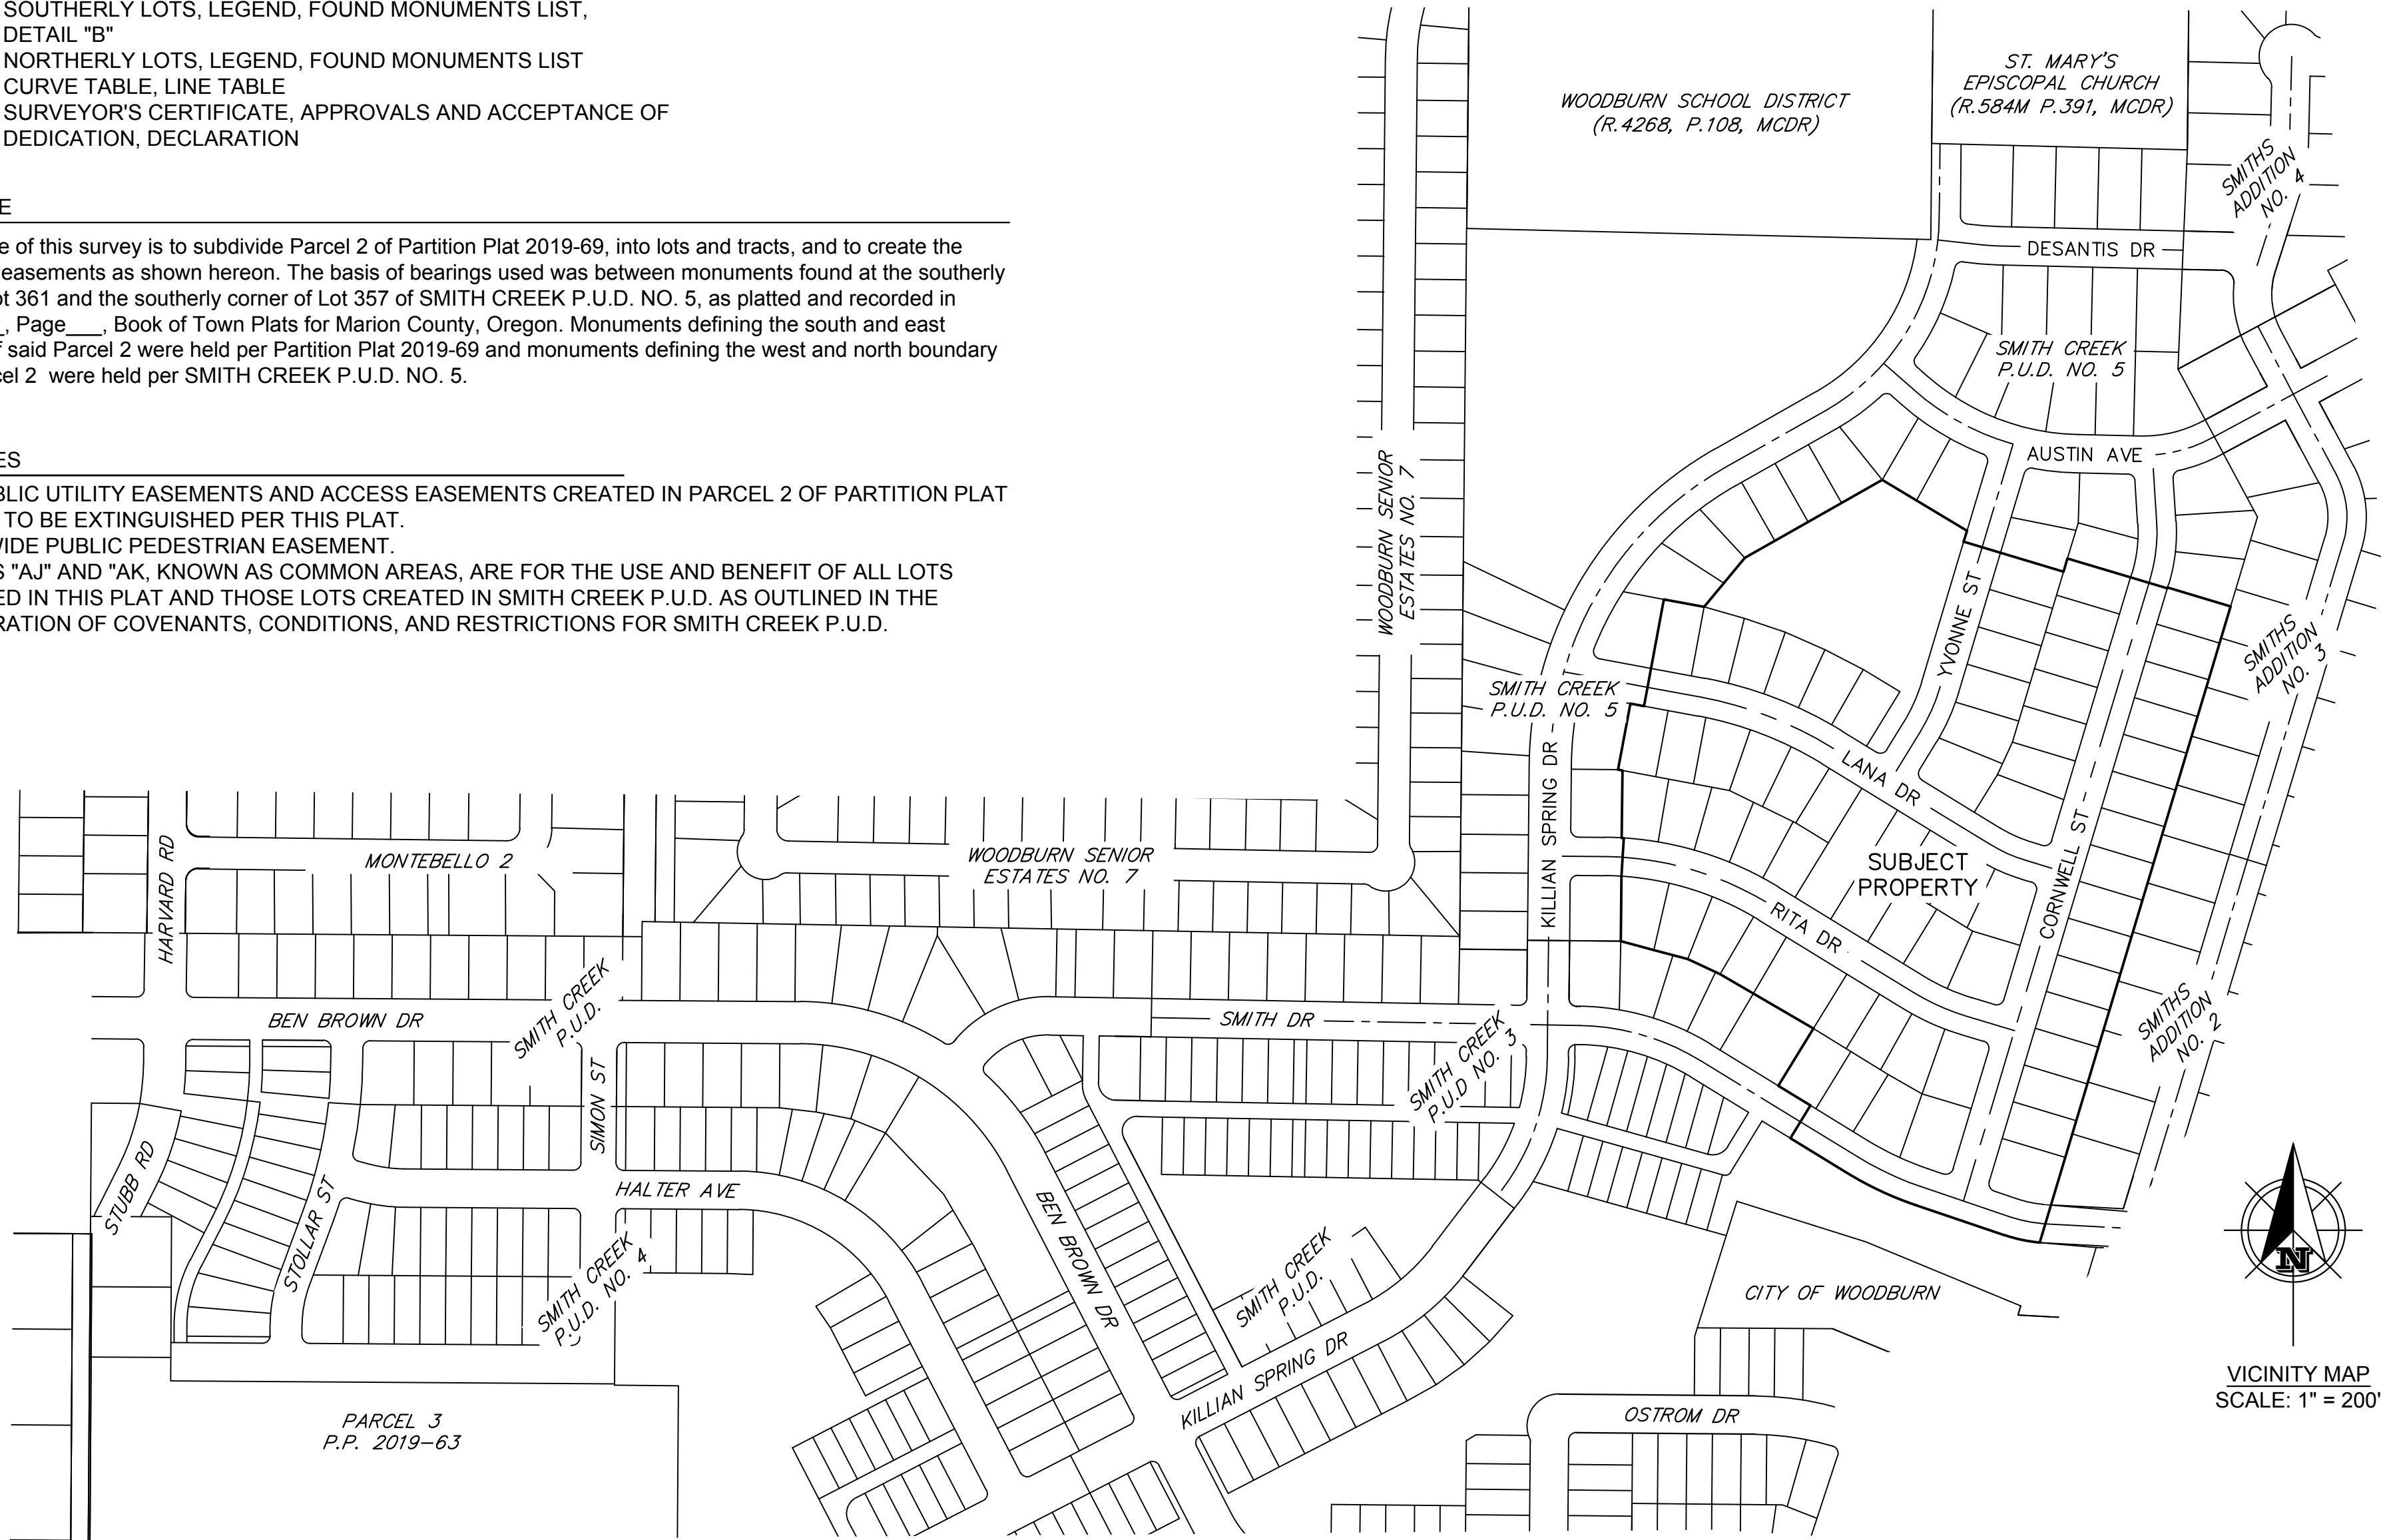 SOUTHERLY LOTS, LEGEND, FOUND MONUMENTS LIST,
DETAIL "B"
NORTHERLY LOTS, LEGEND, FOUND MONUMENTS LIST
CURVE TABLE, LINE TABLE
SURVEYOR'S CERTIFICATE, APPROVALS AND ACCEPTANCE OF
DEDICATION, DECLARATION
E
e of this survey is to subdivide Parcel 2 of Partition Plat 2019-69, into lots and tracts, and to create the
easements as shown hereon. The basis of bearings used was between monuments found at the southerly
ot 361 and the southerly corner of Lot 357 of SMITH CREEK P.U.D. NO. 5, as platted and recorded in
_, Page___, Book of Town Plats for Marion County, Oregon. Monuments defining the south and east
f said Parcel 2 were held per Partition Plat 2019-69 and monuments defining the west and north boundary
cel 2 were held per SMITH CREEK P.U.D. NO. 5.
ES
BLIC UTILITY EASEMENTS AND ACCESS EASEMENTS CREATED IN PARCEL 2 OF PARTITION PLAT
TO BE EXTINGUISHED PER THIS PLAT.
WIDE PUBLIC PEDESTRIAN EASEMENT.
S "AJ" AND "AK, KNOWN AS COMMON AREAS, ARE FOR THE USE AND BENEFIT OF ALL LOTS
ED IN THIS PLAT AND THOSE LOTS CREATED IN SMITH CREEK P.U.D. AS OUTLINED IN THE
RATION OF COVENANTS, CONDITIONS, AND RESTRICTIONS FOR SMITH CREEK P.U.D.
WOODBURN SCHOOL DISTRICT
(R.4268, P.108, MCDR)
ST. MARY'S
EPISCOPAL CHURCH
(R.584M P.391, MCDR)
SMITHS
ADDITION
NO. 4
DESANTIS DR
SMITH CREEK
P.U.D. NO. 5
AUSTIN AVE
WOODBURN SENIOR
ESTATES NO. 7
YVONNE ST
SMITHS
ADDITION
NO. 3
SMITH CREEK
P.U.D. NO. 5
KILLIAN SPRING DR
LANA DR
SUBJECT
PROPERTY
CORNWELL ST
RITA DR
HARVARD RD
MONTEBELLO 2
WOODBURN SENIOR
ESTATES NO. 7
BEN BROWN DR
SMITH CREEK
P.U.D.
SMITH DR
SMITH CREEK
P.U.D NO. 3
SMITHS
ADDITION
NO. 2
SIMON ST
STUBB RD
STOLLAR ST
HALTER AVE
BEN BROWN DR
SMITH CREEK
P.U.D. NO. 4
SMITH CREEK
P.U.D.
KILLIAN SPRING DR
CITY OF WOODBURN
N
PARCEL 3
P.P. 2019-63
OSTROM DR
VICINITY MAP
SCALE: 1" = 200'